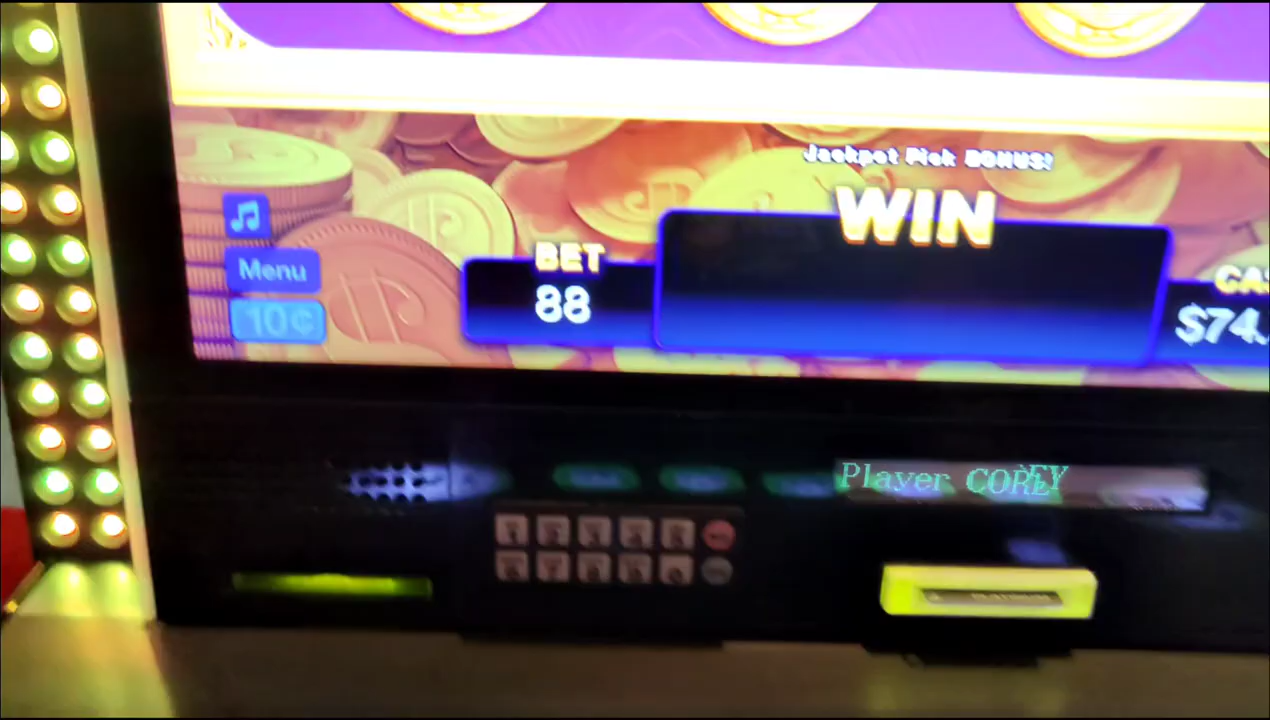 Jackpot Pick BONUS!
WIN
BET
88
Menu
10¢
$74.
Player COREY